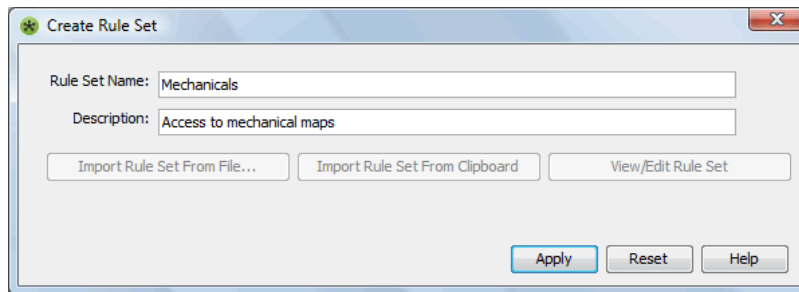 Create Rule Set
Rule Set Name: Mechanicals
Description: Access to mechanical maps
Import Rule Set From File... Import Rule Set From Clipboard View/Edit Rule Set
Apply Reset Help